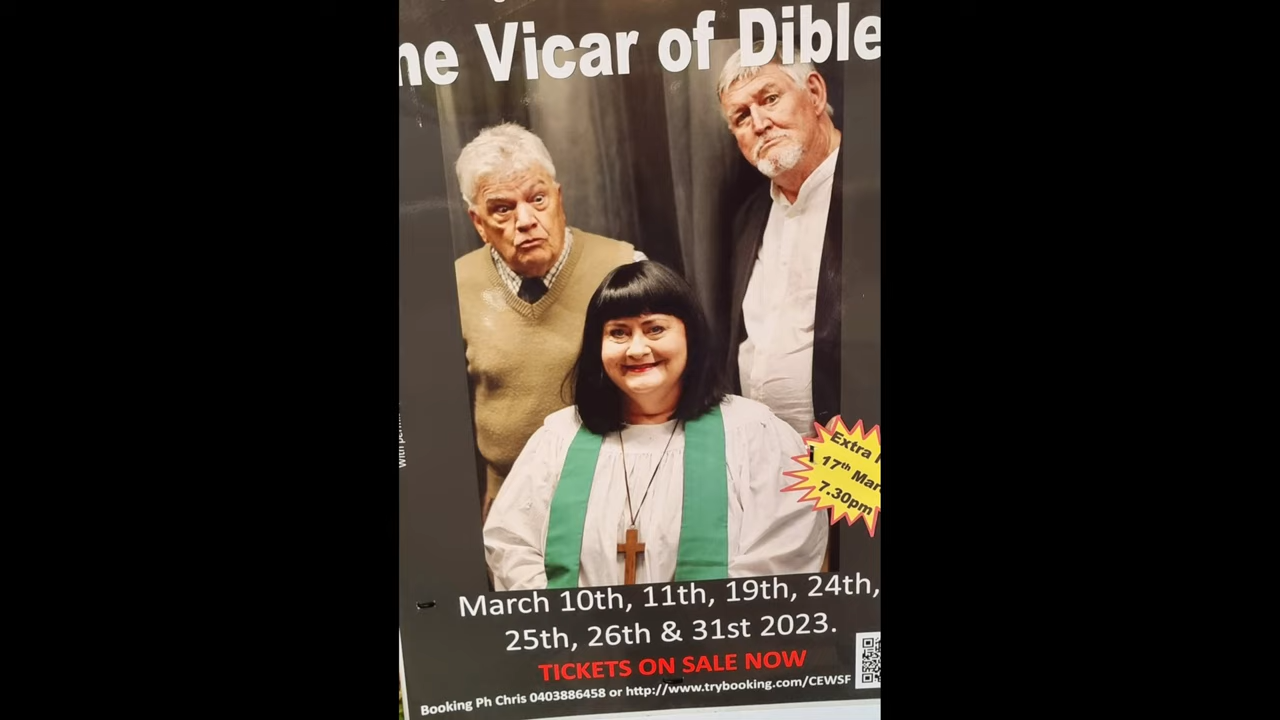 he Vicar of Dible
Extra
17th Mar
7.30pm
March 10th, 11th, 19th, 24th,
25th, 26th & 31st 2023.
TICKETS ON SALE NOW
Booking Ph Chris 0403886458 or http://www.trybooking.com/CEWSF